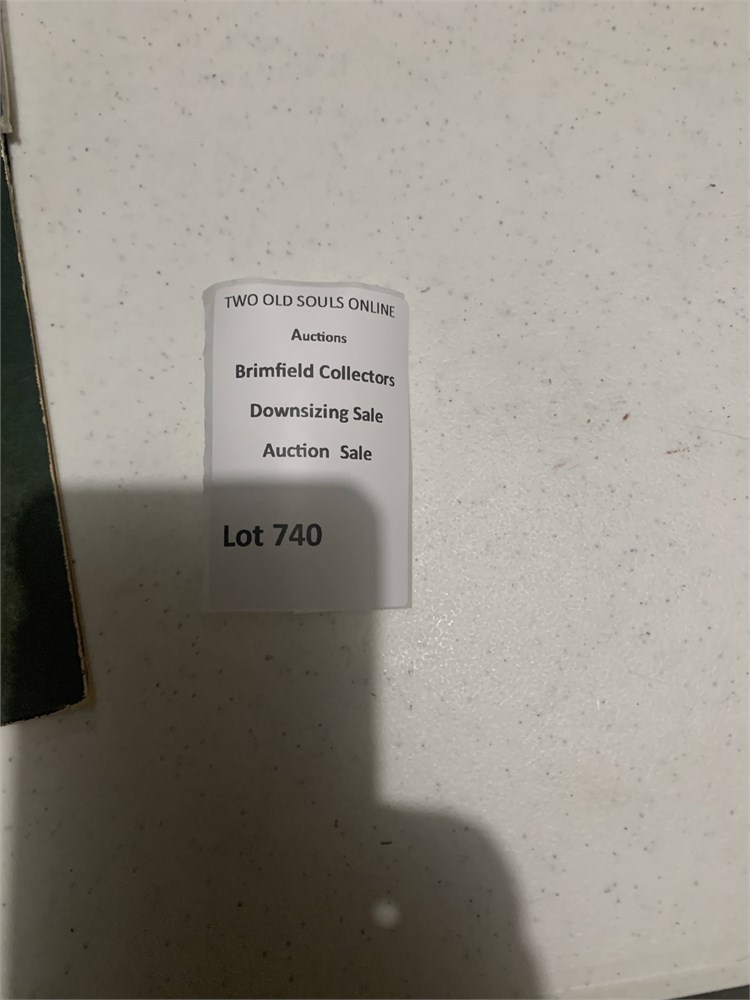 TWO OLD SOULS ONLINE
Auctions
Brimfield Collectors
Downsizing Sale
Auction Sale
Lot 740